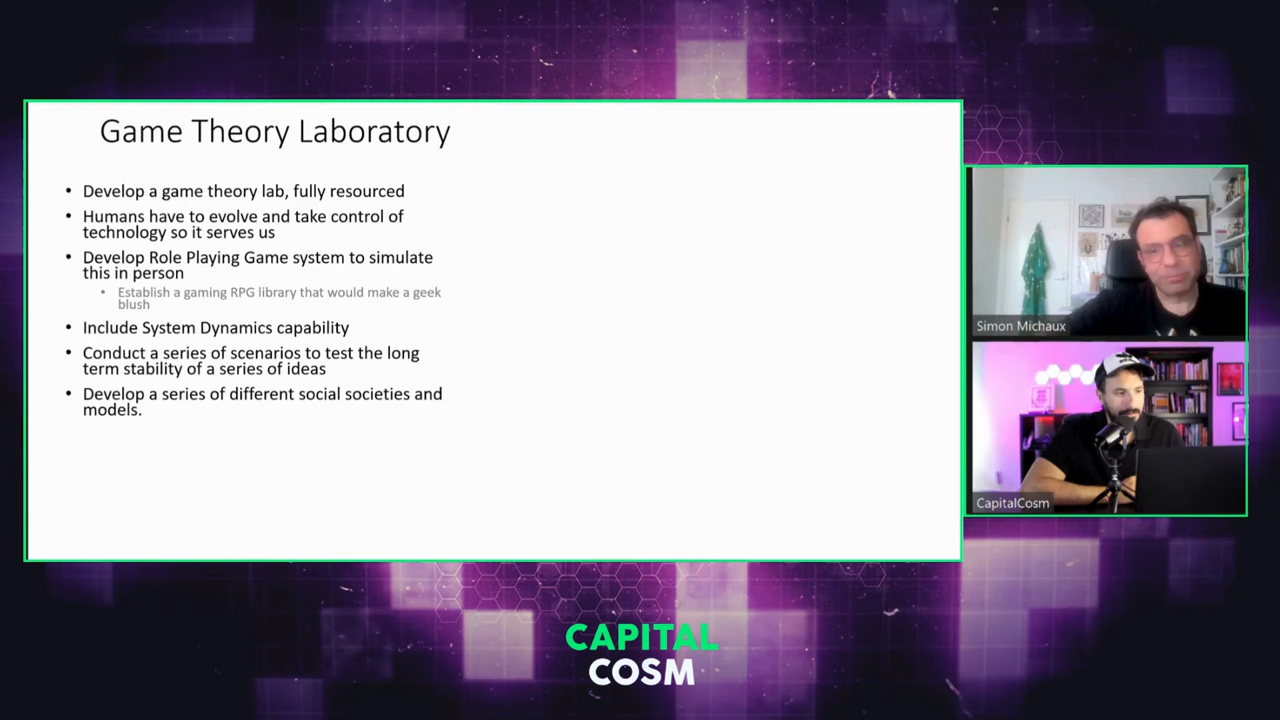 Game Theory Laboratory
• Develop a game theory lab, fully resourced
• Humans have to evolve and take control of
technology so it serves us
• Develop Role Playing Game system to simulate
this in person
• Establish a gaming RPG library that would make a geek
blush
• Include System Dynamics capability
• Conduct a series of scenarios to test the long
term stability of a series of ideas
• Develop a series of different social societies and
models.
Simon Michaux
CapitalCosm
CAPITAL
COSM